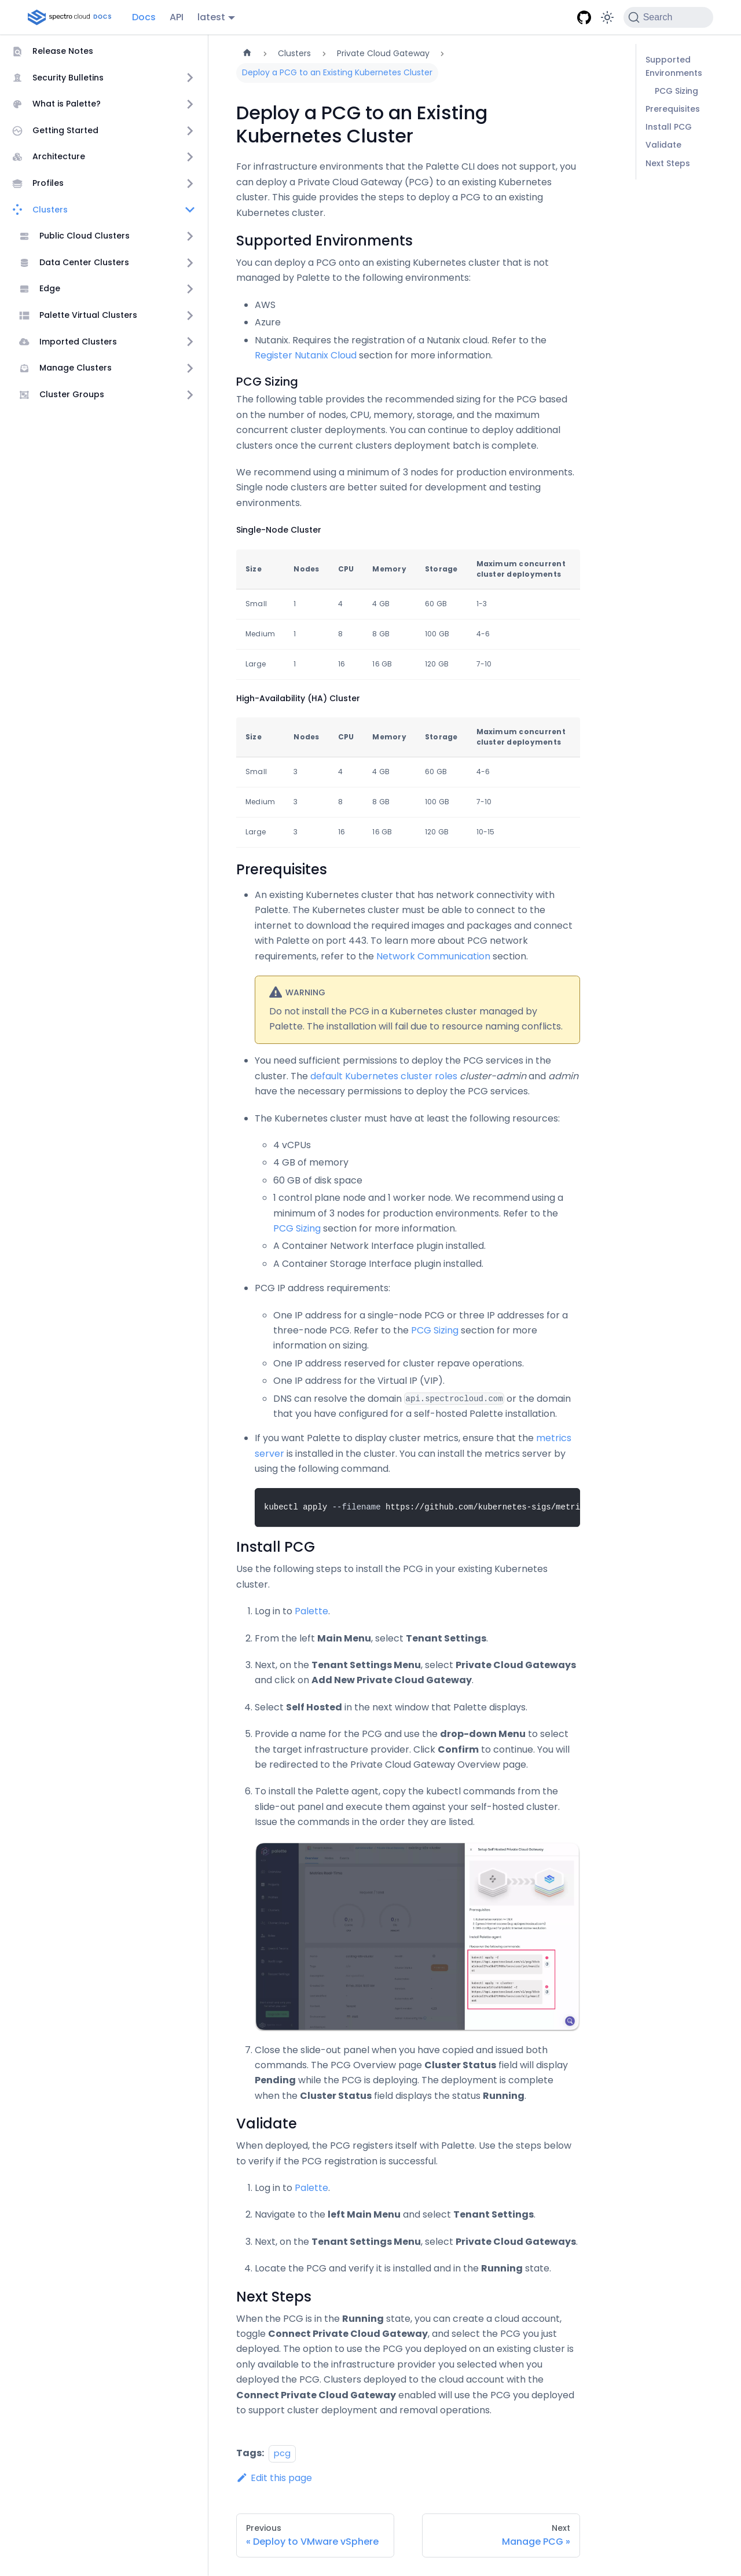 spectro cloud DOCS
Docs
API
latest
Search
Release Notes
Security Bulletins
What is Palette?
Getting Started
Architecture
Profiles
Clusters
Public Cloud Clusters
Data Center Clusters
Edge
Palette Virtual Clusters
Imported Clusters
Manage Clusters
Cluster Groups
Clusters
Private Cloud Gateway
Deploy a PCG to an Existing Kubernetes Cluster
Supported
Environments
PCG Sizing
Prerequisites
Install PCG
Validate
Next Steps
Deploy a PCG to an Existing
Kubernetes Cluster
For infrastructure environments that the Palette CLI does not support, you
can deploy a Private Cloud Gateway (PCG) to an existing Kubernetes
cluster. This guide provides the steps to deploy a PCG to an existing
Kubernetes cluster.
Supported Environments
You can deploy a PCG onto an existing Kubernetes cluster that is not
managed by Palette to the following environments:
• AWS
• Azure
• Nutanix. Requires the registration of a Nutanix cloud. Refer to the
Register Nutanix Cloud section for more information.
PCG Sizing
The following table provides the recommended sizing for the PCG based
on the number of nodes, CPU, memory, storage, and the maximum
concurrent cluster deployments. You can continue to deploy additional
clusters once the current clusters deployment batch is complete.
We recommend using a minimum of 3 nodes for production environments.
Single node clusters are better suited for development and testing
environments.
Single-Node Cluster
Size Nodes CPU Memory Storage Maximum concurrent
cluster deployments
Small 1 4 4 GB 60 GB 1-3
Medium 1 8 8 GB 100 GB 4-6
Large 1 16 16 GB 120 GB 7-10
High-Availability (HA) Cluster
Size Nodes CPU Memory Storage Maximum concurrent
cluster deployments
Small 3 4 4 GB 60 GB 4-6
Medium 3 8 8 GB 100 GB 7-10
Large 3 16 16 GB 120 GB 10-15
Prerequisites
• An existing Kubernetes cluster that has network connectivity with
Palette. The Kubernetes cluster must be able to connect to the
internet to download the required images and packages and connect
with Palette on port 443. To learn more about PCG network
requirements, refer to the Network Communication section.
WARNING
Do not install the PCG in a Kubernetes cluster managed by
Palette. The installation will fail due to resource naming conflicts.
• You need sufficient permissions to deploy the PCG services in the
cluster. The default Kubernetes cluster roles cluster-admin and admin
have the necessary permissions to deploy the PCG services.
• The Kubernetes cluster must have at least the following resources:
◦ 4 vCPUs
◦ 4 GB of memory
◦ 60 GB of disk space
◦ 1 control plane node and 1 worker node. We recommend using a
minimum of 3 nodes for production environments. Refer to the
PCG Sizing section for more information.
◦ A Container Network Interface plugin installed.
◦ A Container Storage Interface plugin installed.
• PCG IP address requirements:
◦ One IP address for a single-node PCG or three IP addresses for a
three-node PCG. Refer to the PCG Sizing section for more
information on sizing.
◦ One IP address reserved for cluster repave operations.
◦ One IP address for the Virtual IP (VIP).
◦ DNS can resolve the domain api.spectrocloud.com or the domain
that you have configured for a self-hosted Palette installation.
• If you want Palette to display cluster metrics, ensure that the metrics
server is installed in the cluster. You can install the metrics server by
using the following command.
kubectl apply --filename https://github.com/kubernetes-sigs/metri
Install PCG
Use the following steps to install the PCG in your existing Kubernetes
cluster.
1. Log in to Palette.
2. From the left Main Menu, select Tenant Settings.
3. Next, on the Tenant Settings Menu, select Private Cloud Gateways
and click on Add New Private Cloud Gateway.
4. Select Self Hosted in the next window that Palette displays.
5. Provide a name for the PCG and use the drop-down Menu to select
the target infrastructure provider. Click Confirm to continue. You will
be redirected to the Private Cloud Gateway Overview page.
6. To install the Palette agent, copy the kubectl commands from the
slide-out panel and execute them against your self-hosted cluster.
Issue the commands in the order they are listed.
Setup Self Hosted Private Cloud Gateway
Prerequisites:
Install Palette agent:
7. Close the slide-out panel when you have copied and issued both
commands. The PCG Overview page Cluster Status field will display
Pending while the PCG is deploying. The deployment is complete
when the Cluster Status field displays the status Running.
Validate
When deployed, the PCG registers itself with Palette. Use the steps below
to verify if the PCG registration is successful.
1. Log in to Palette.
2. Navigate to the left Main Menu and select Tenant Settings.
3. Next, on the Tenant Settings Menu, select Private Cloud Gateways.
4. Locate the PCG and verify it is installed and in the Running state.
Next Steps
When the PCG is in the Running state, you can create a cloud account,
toggle Connect Private Cloud Gateway, and select the PCG you just
deployed. The option to use the PCG you deployed on an existing cluster is
only available to the infrastructure provider you selected when you
deployed the PCG. Clusters deployed to the cloud account with the
Connect Private Cloud Gateway enabled will use the PCG you deployed
to support cluster deployment and removal operations.
Tags: pcg
Edit this page
Previous
« Deploy to VMware vSphere
Next
Manage PCG »